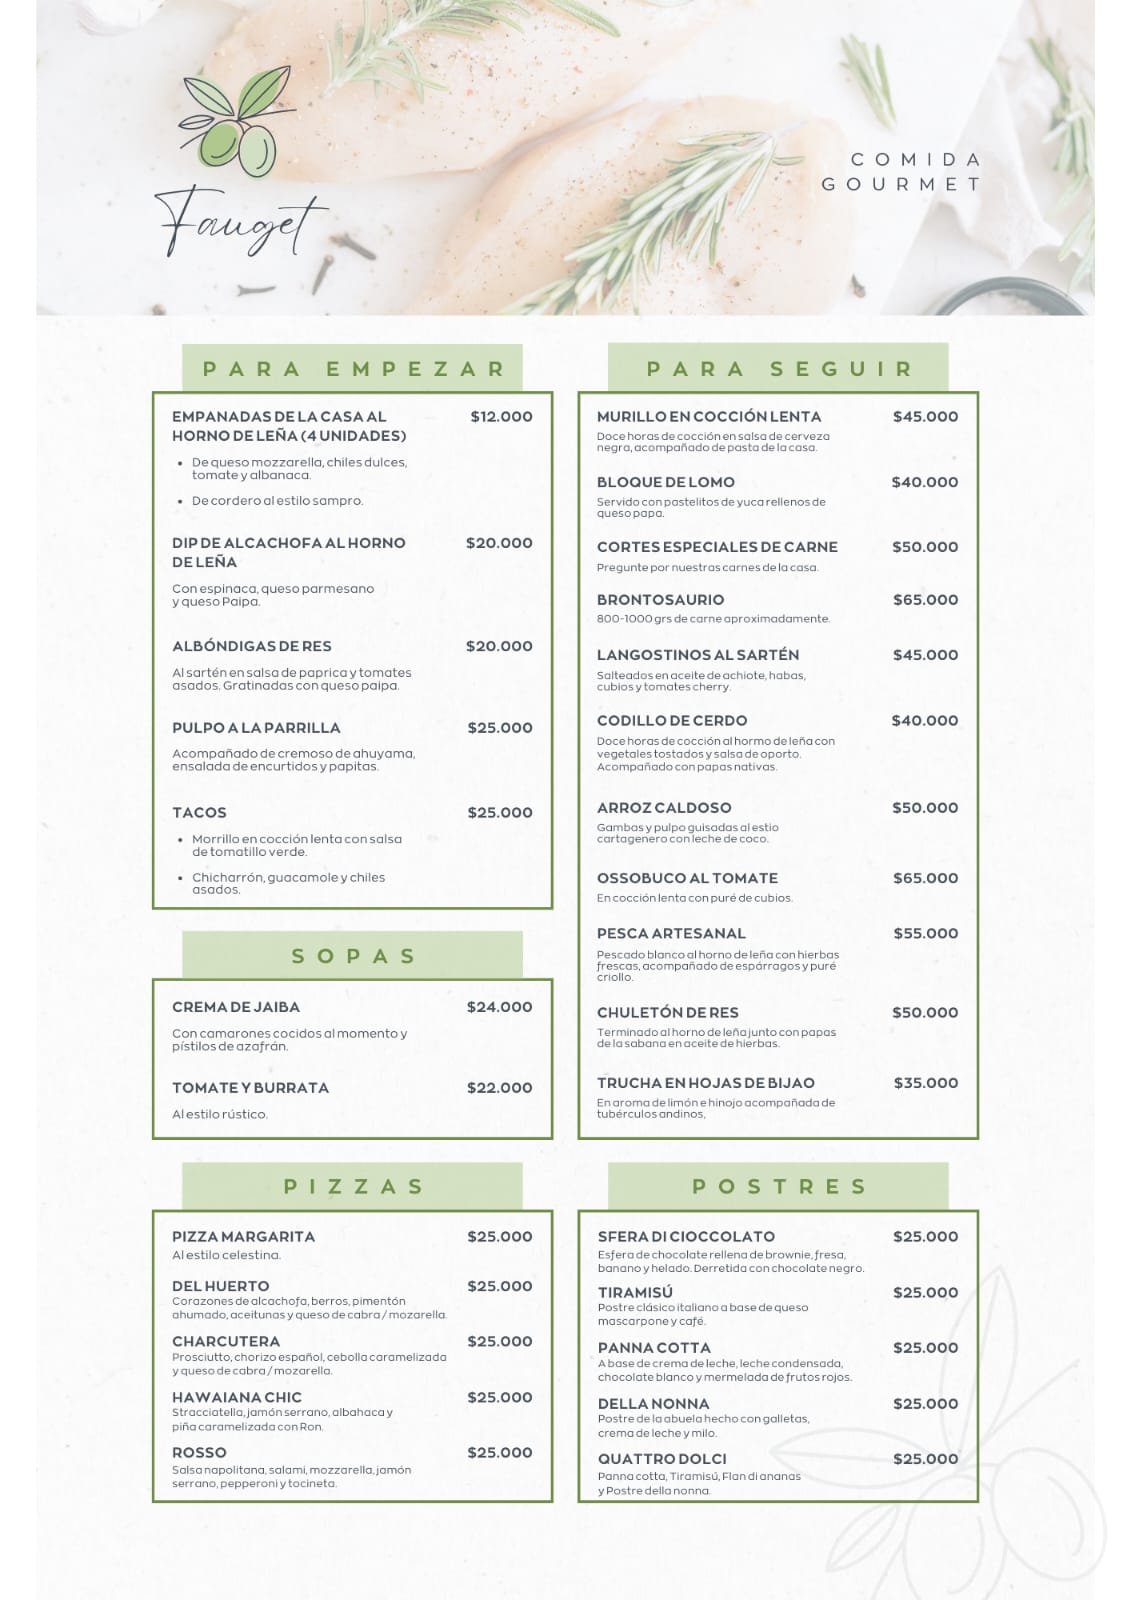 Fauget
COMIDA
GOURMET
PARA EMPEZAR
EMPANADAS DE LA CASA AL $12.000
HORNO DE LEÑA (4 UNIDADES)
• De queso mozzarella, chiles dulces,
tomate y albanaca.
• De cordero al estilo sampro.
DIP DE ALCACHOFA AL HORNO $20.000
DE LEÑA
Con espinaca, queso parmesano
y queso Paipa.
ALBÓNDIGAS DE RES $20.000
Al sartén en salsa de paprica y tomates
asados. Gratinadas con queso paipa.
PULPO A LA PARRILLA $25.000
Acompañado de cremoso de ahuyama,
ensalada de encurtidos y papitas.
TACOS $25.000
• Morrillo en cocción lenta con salsa
de tomatillo verde.
• Chicharrón, guacamole y chiles
asados.
SOPAS
CREMA DE JAIBA $24.000
Con camarones cocidos al momento y
pístilos de azafrán.
TOMATE Y BURRATA $22.000
Al estilo rústico.
PIZZAS
PIZZA MARGARITA $25.000
Al estilo celestina.
DEL HUERTO $25.000
Corazones de alcachofa, berros, pimentón
ahumado, aceitunas y queso de cabra / mozarella.
CHARCUTERA $25.000
Prosciutto, chorizo español, cebolla caramelizada
y queso de cabra / mozarella.
HAWAIANA CHIC $25.000
Stracciatella, jamón serrano, albahaca y
piña caramelizada con Ron.
ROSSO $25.000
Salsa napolitana, salami, mozzarella, jamón
serrano, pepperoni y tocineta.
PARA SEGUIR
MURILLO EN COCCIÓN LENTA $45.000
Doce horas de cocción en salsa de cerveza
negra, acompañado de pasta de la casa.
BLOQUE DE LOMO $40.000
Servido con pastelitos de yuca rellenos de
queso papa.
CORTES ESPECIALES DE CARNE $50.000
Pregunte por nuestras carnes de la casa.
BRONTOSAURIO $65.000
800-1000 grs de carne aproximadamente.
LANGOSTINOS AL SARTÉN $45.000
Salteados en aceite de achiote, habas,
cubios y tomates cherry.
CODILLO DE CERDO $40.000
Doce horas de cocción al hormo de leña con
vegetales tostados y salsa de oporto.
Acompañado con papas nativas.
ARROZ CALDOSO $50.000
Gambas y pulpo guisadas al estio
cartagenero con leche de coco.
OSSOBUCO AL TOMATE $65.000
En cocción lenta con puré de cubios.
PESCA ARTESANAL $55.000
Pescado blanco al horno de leña con hierbas
frescas, acompañado de espárragos y puré
criollo.
CHULETÓN DE RES $50.000
Terminado al horno de leña junto con papas
de la sabana en aceite de hierbas.
TRUCHA EN HOJAS DE BIJAO $35.000
En aroma de limón e hinojo acompañada de
tubérculos andinos,
POSTRES
SFERA DI CIOCCOLATO $25.000
Esfera de chocolate rellena de brownie, fresa,
banano y helado. Derretida con chocolate negro.
TIRAMISÚ $25.000
Postre clásico italiano a base de queso
mascarpone y café.
PANNA COTTA $25.000
A base de crema de leche, leche condensada,
chocolate blanco y mermelada de frutos rojos.
DELLA NONNA $25.000
Postre de la abuela hecho con galletas,
crema de leche y milo.
QUATTRO DOLCI $25.000
Panna cotta, Tiramisú, Flan di ananas
y Postre della nonna.